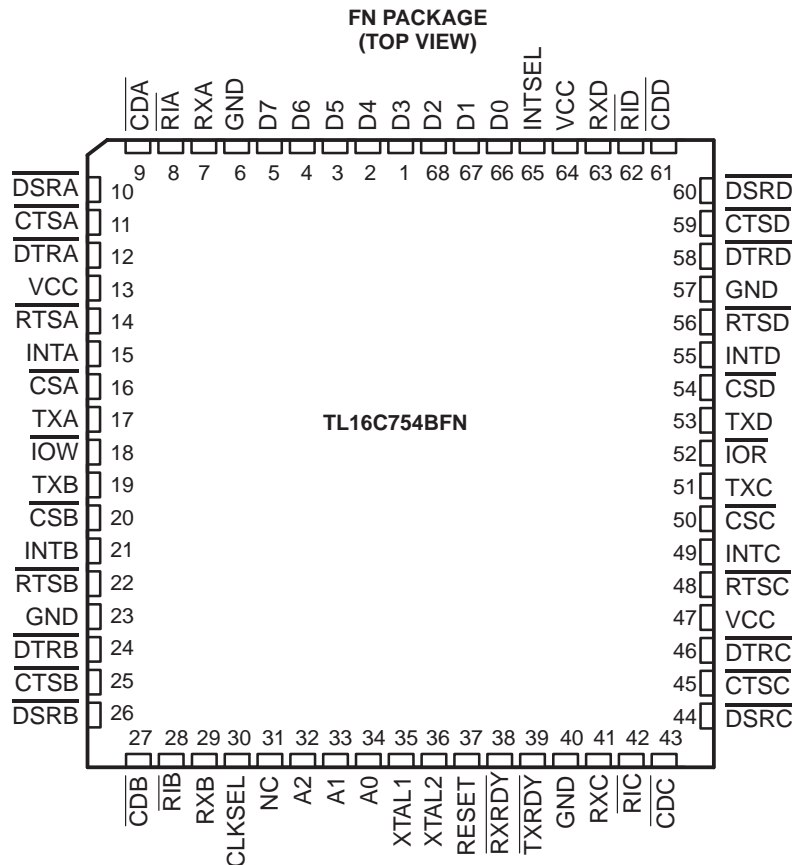 FN PACKAGE
(TOP VIEW)
CDA RIA RXA GND D7 D6 D5 D4 D3 D2 D1 D0 INTSEL VCC RXD RID CDD
9 8 7 6 5 4 3 2 1 68 67 66 65 64 63 62 61
DSRA 10 60 DSRD
CTSA 11 59 CTSD
DTRA 12 58 DTRD
VCC 13 57 GND
RTSA 14 56 RTSD
INTA 15 55 INTD
CSA 16 54 CSD
TXA 17 TL16C754BFN 53 TXD
IOW 18 52 IOR
TXB 19 51 TXC
CSB 20 50 CSC
INTB 21 49 INTC
RTSB 22 48 RTSC
GND 23 47 VCC
DTRB 24 46 DTRC
CTSB 25 45 CTSC
DSRB 26 44 DSRC
27 28 29 30 31 32 33 34 35 36 37 38 39 40 41 42 43
CDB RIB RXB CLKSEL NC A2 A1 A0 XTAL1 XTAL2 RESET RXRDY TXRDY GND RXC RIC CDC